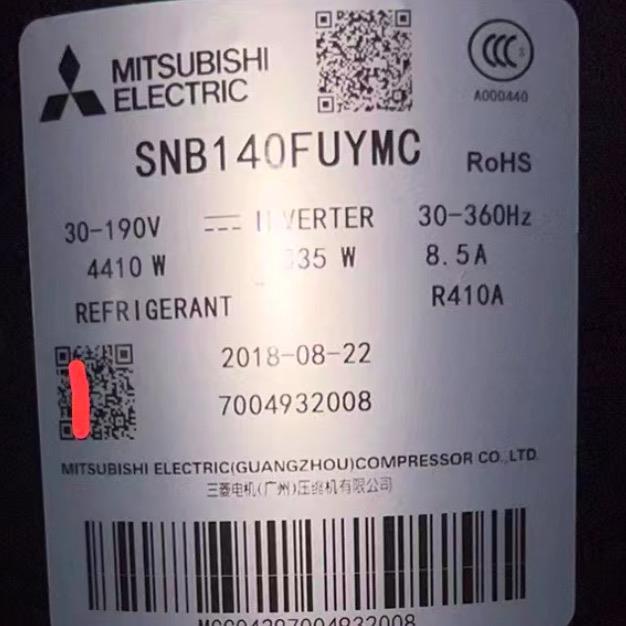 MITSUBISHI
ELECTRIC
A000440
SNB140FUYMC
RoHS
30-190V 30-360Hz
4410 W W 8.5A
REFRIGERANT R410A
2018-08-22
7004932008
MITSUBISHI ELECTRIC(GUANGZHOU)COMPRESSOR CO.,LTD.
三菱电机(广州)压缩机有限公司